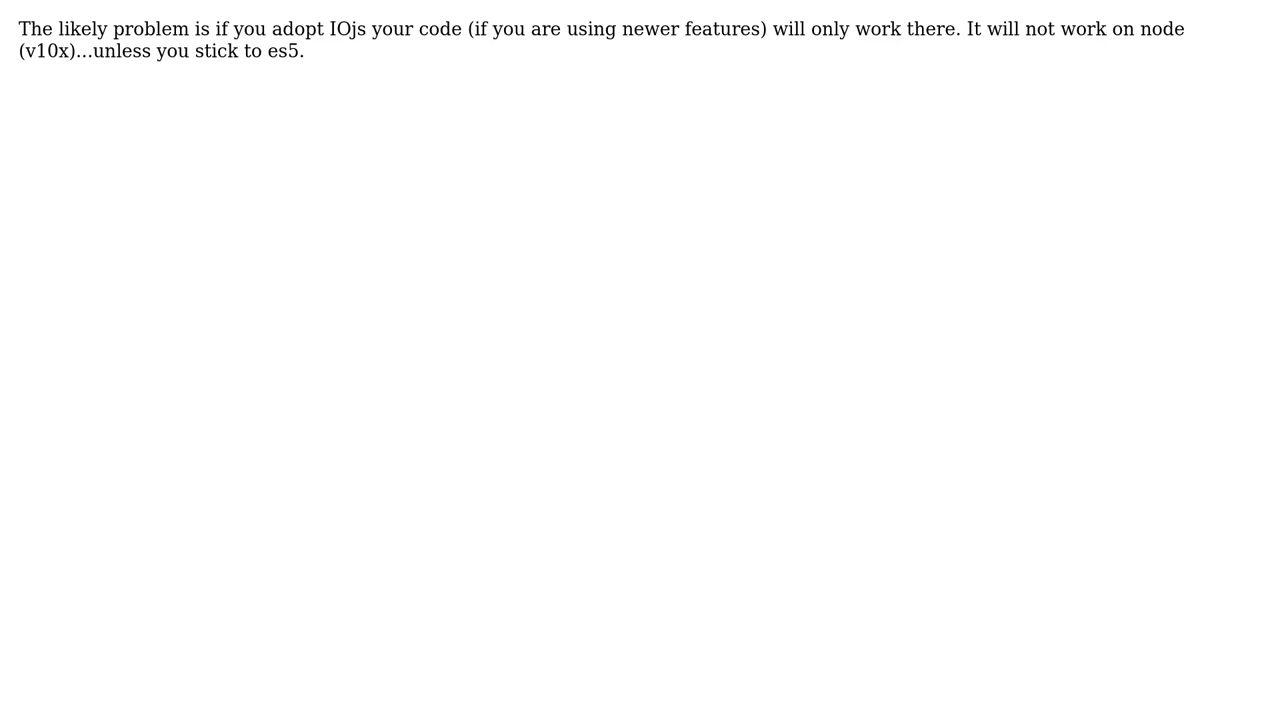 The likely problem is if you adopt IOjs your code (if you are using newer features) will only work there. It will not work on node
(v10x)...unless you stick to es5.